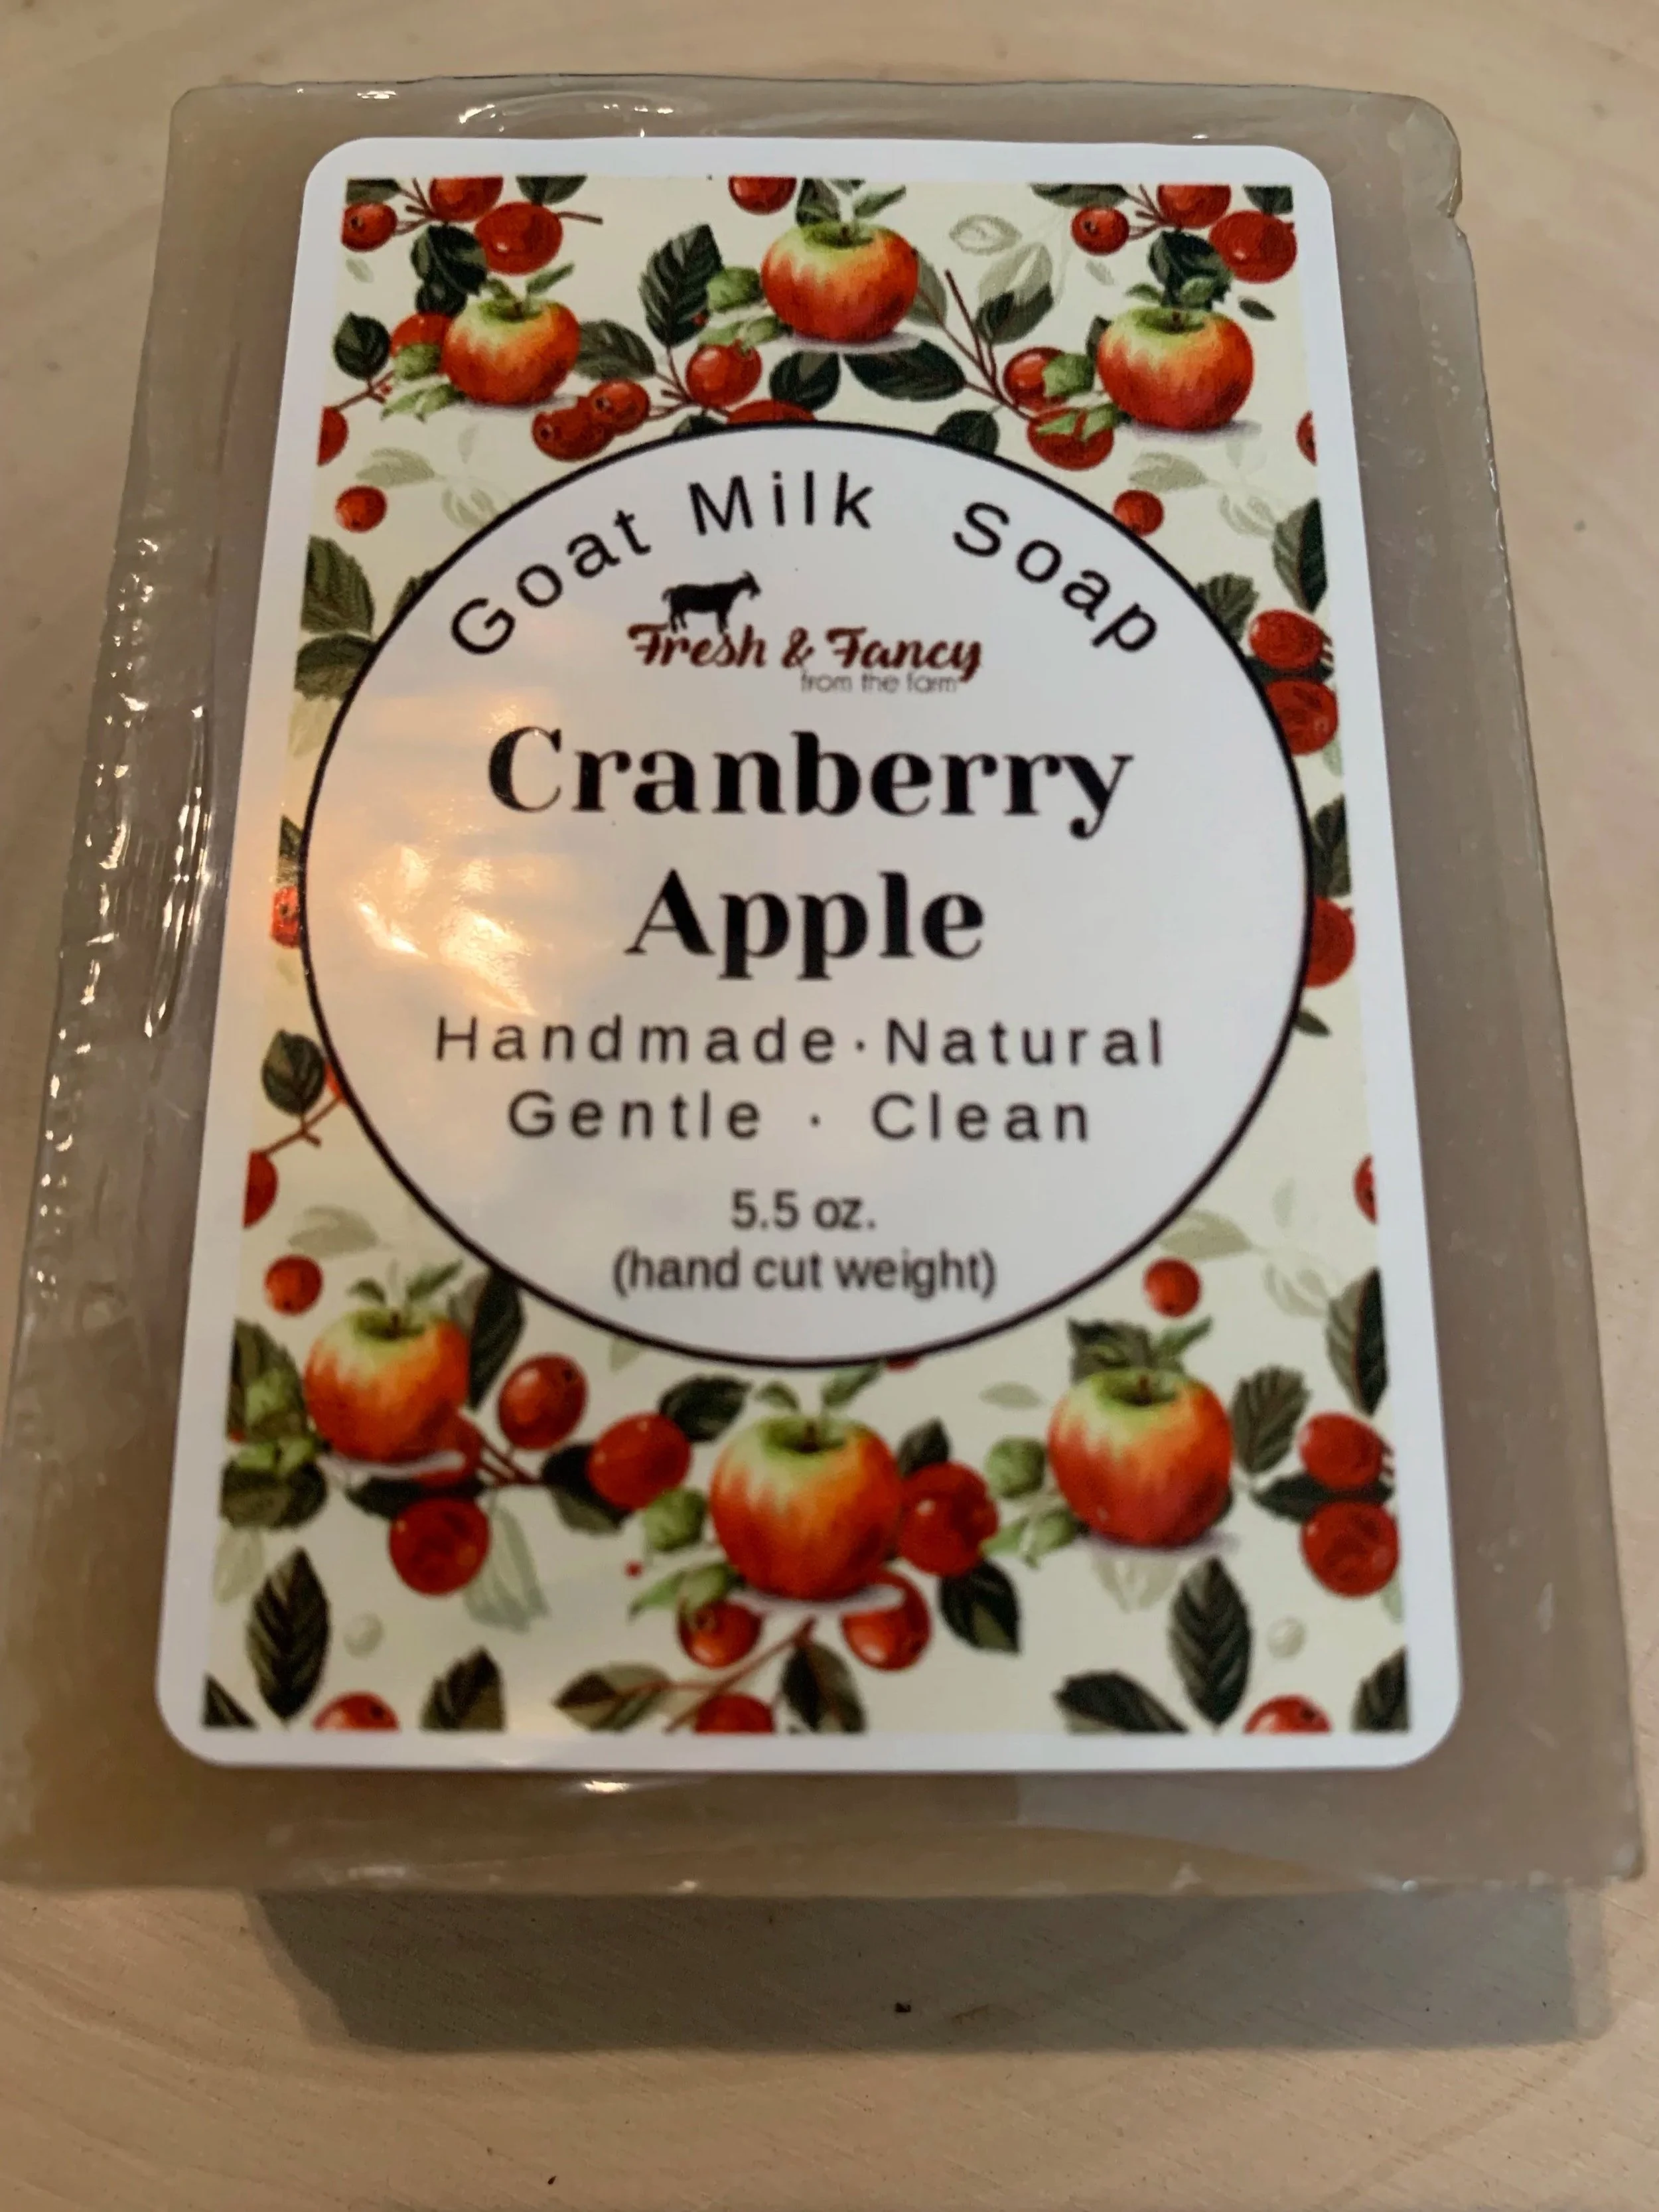 Goat Milk Soap
Fresh & Fancy
from the farm
Cranberry
Apple
Handmade·Natural
Gentle · Clean
5.5 oz.
(hand cut weight)